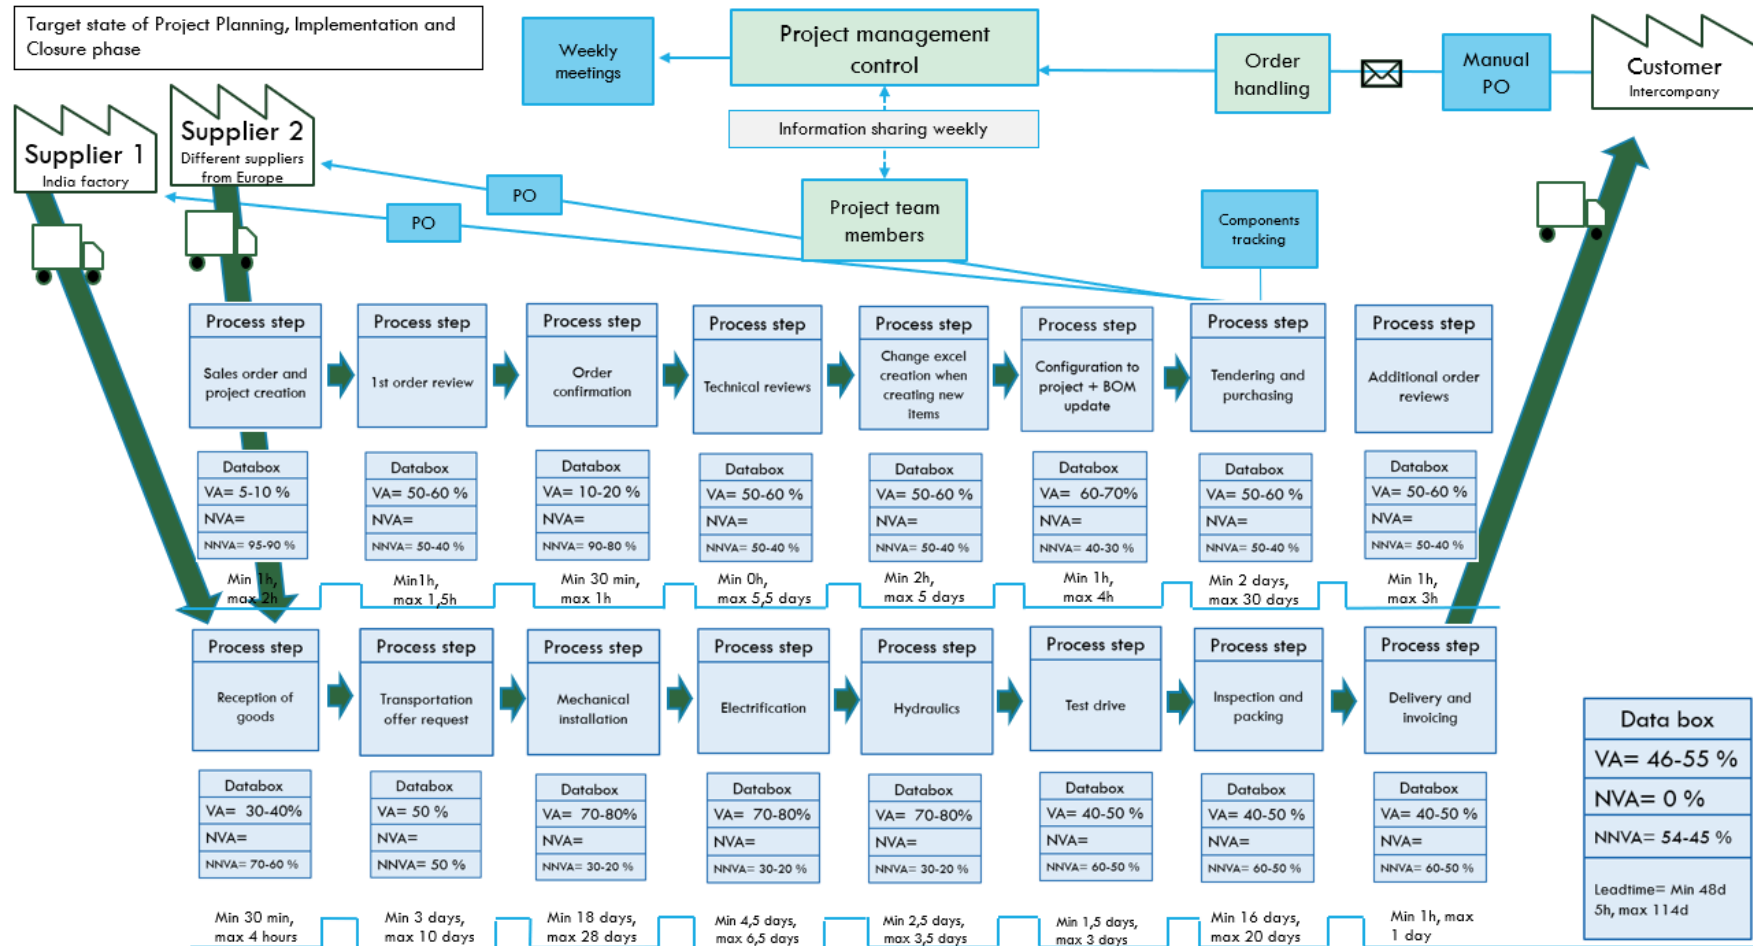 Target state of Project Planning, Implementation and
Closure phase
Weekly
meetings
Project management
control
Order
handling
Manual
PO
Customer
Intercompany
Supplier 1
India factory
Supplier 2
Different suppliers
from Europe
Information sharing weekly
PO
PO
Project team
members
Components
tracking
Process step
Sales order and
project creation
Process step
1st order review
Process step
Order
confirmation
Process step
Technical reviews
Process step
Change excel
creation when
creating new
items
Process step
Configuration to
project + BOM
update
Process step
Tendering and
purchasing
Process step
Additional order
reviews
Databox
VA= 5-10 %
NVA=
NNVA= 95-90 %
Databox
VA= 50-60 %
NVA=
NNVA= 50-40 %
Databox
VA= 10-20 %
NVA=
NNVA= 90-80 %
Databox
VA= 50-60 %
NVA=
NNVA= 50-40 %
Databox
VA= 50-60 %
NVA=
NNVA= 50-40 %
Databox
VA= 60-70%
NVA=
NNVA= 40-30 %
Databox
VA= 50-60 %
NVA=
NNVA= 50-40 %
Databox
VA= 50-60 %
NVA=
NNVA= 50-40 %
Min 1h,
max 2h
Min1h,
max 1,5h
Min 30 min,
max 1h
Min 0h,
max 5,5 days
Min 2h,
max 5 days
Min 1h,
max 4h
Min 2 days,
max 30 days
Min 1h,
max 3h
Process step
Reception of
goods
Process step
Transportation
offer request
Process step
Mechanical
installation
Process step
Electrification
Process step
Hydraulics
Process step
Test drive
Process step
Inspection and
packing
Process step
Delivery and
invoicing
Databox
VA= 30-40%
NVA=
NNVA= 70-60 %
Databox
VA= 50 %
NVA=
NNVA= 50 %
Databox
VA= 70-80%
NVA=
NNVA= 30-20 %
Databox
VA= 70-80%
NVA=
NNVA= 30-20 %
Databox
VA= 70-80%
NVA=
NNVA= 30-20 %
Databox
VA= 40-50 %
NVA=
NNVA= 60-50 %
Databox
VA= 40-50 %
NVA=
NNVA= 60-50 %
Databox
VA= 40-50 %
NVA=
NNVA= 60-50 %
Min 30 min,
max 4 hours
Min 3 days,
max 10 days
Min 18 days,
max 28 days
Min 4,5 days,
max 6,5 days
Min 2,5 days,
max 3,5 days
Min 1,5 days,
max 3 days
Min 16 days,
max 20 days
Min 1h, max
1 day
Data box
VA= 46-55 %
NVA= 0 %
NNVA= 54-45 %
Leadtime= Min 48d
5h, max 114d